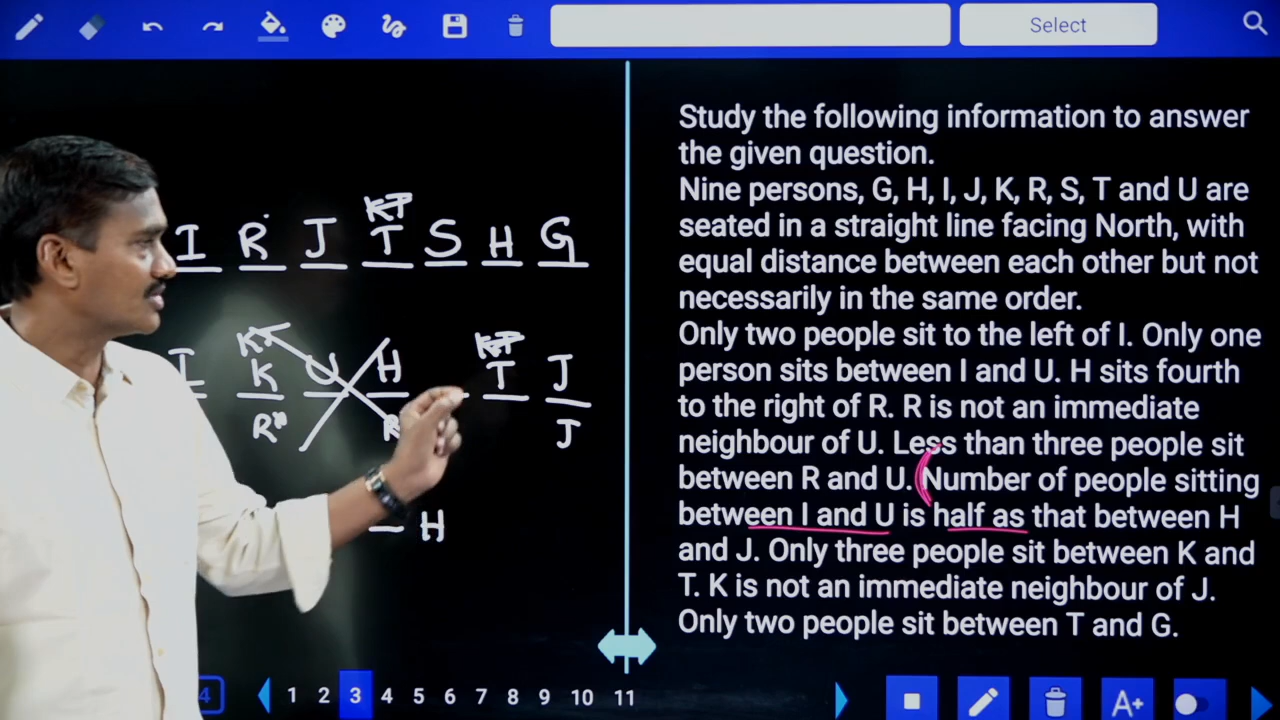 Select
Study the following information to answer
the given question.
Nine persons, G, H, I, J, K, R, S, T and U are
seated in a straight line facing North, with
equal distance between each other but not
necessarily in the same order.
Only two people sit to the left of I. Only one
person sits between I and U. H sits fourth
to the right of R. R is not an immediate
neighbour of U. Less than three people sit
between R and U. Number of people sitting
between I and U is half as that between H
and J. Only three people sit between K and
T. K is not an immediate neighbour of J.
Only two people sit between T and G.
I R J T S H G
I K U H T J
R R J
H
4 1 2 3 4 5 6 7 8 9 10 11 A+